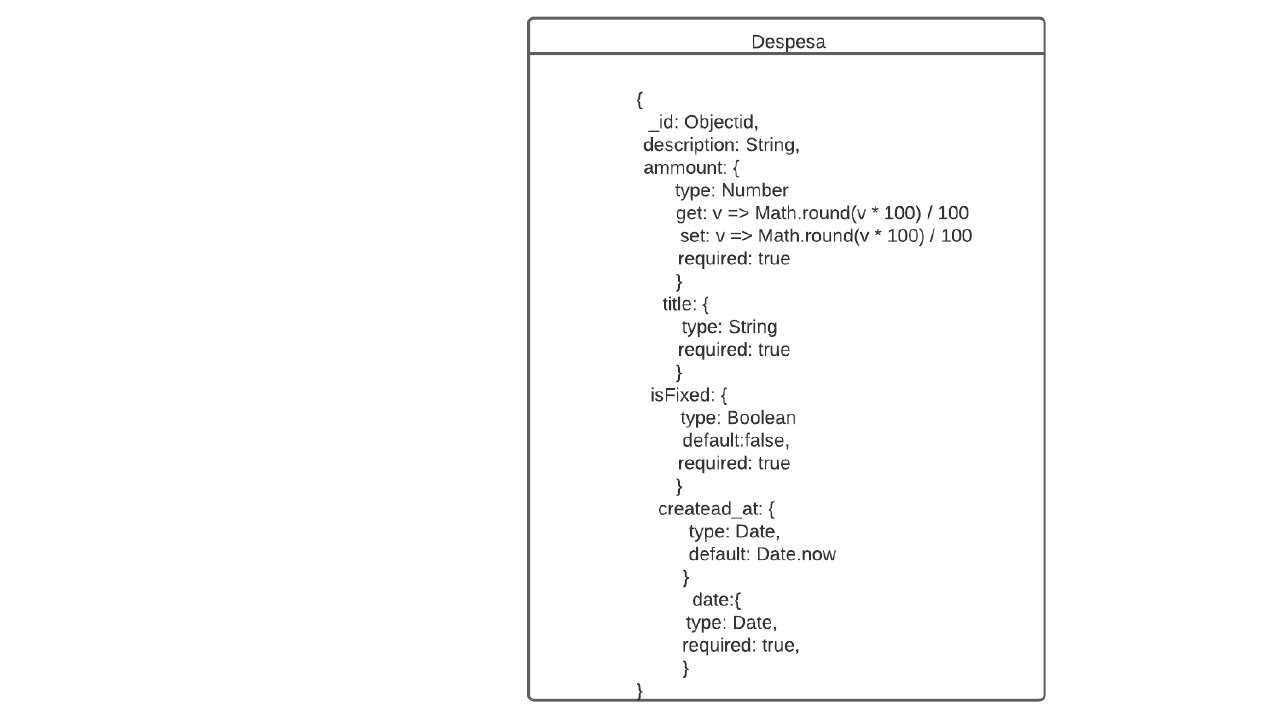 Despesa
{
_id: Objectid,
description: String,
ammount: {
type: Number
get: v => Math.round(v * 100) / 100
set: v => Math.round(v * 100) / 100
required: true
}
title: {
type: String
required: true
}
isFixed: {
type: Boolean
default:false,
required: true
}
createad_at: {
type: Date,
default: Date.now
}
date:{
type: Date,
required: true,
}
}